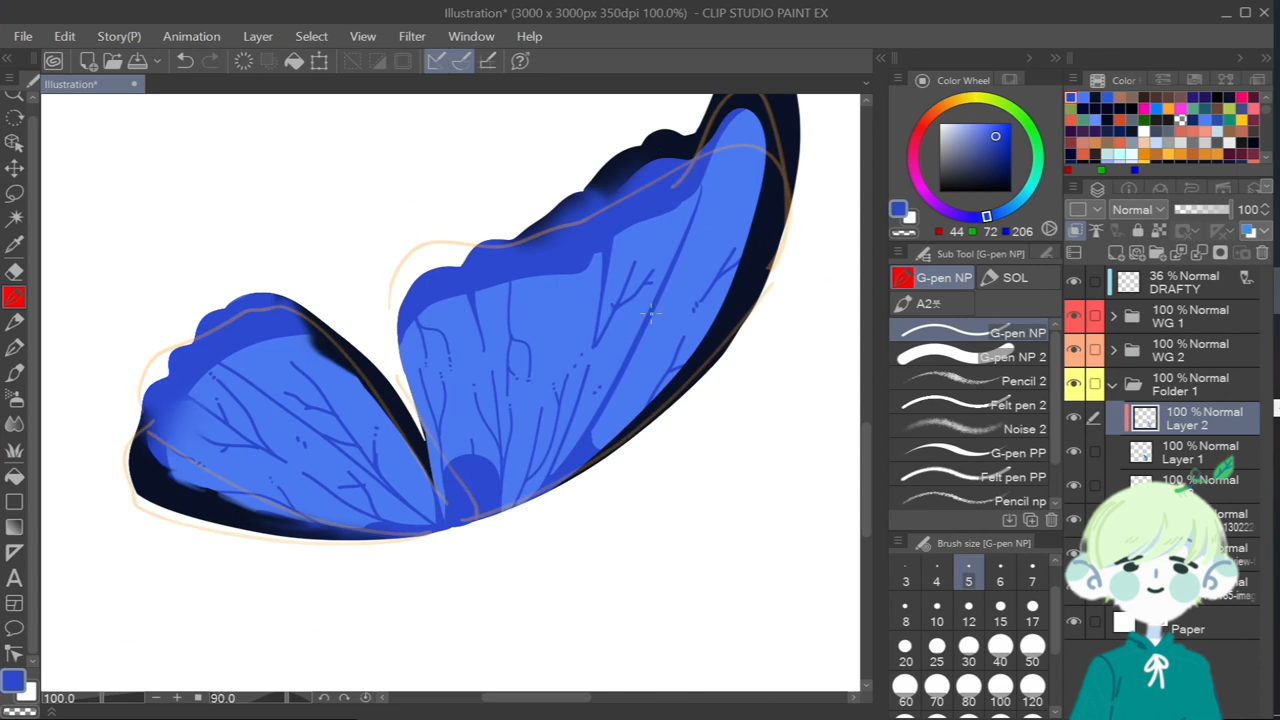 Illustration* (3000 x 3000px 350dpi 100.0%) - CLIP STUDIO PAINT EX
File Edit Story(P) Animation Layer Select View Filter Window Help
Illustration*
Color Wheel
Color
44 72 206
Sub Tool [G-pen NP]
G-pen NP
SOL
A2
G-pen NP
G-pen NP 2
Pencil 2
Felt pen 2
Noise 2
G-pen PP
Felt pen PP
Pencil np
Brush size [G-pen NP]
3 4 5 6 7
8 10 12 15 17
20 25 30 40 50
60 70 80 100 120
Normal 100
36 % Normal
DRAFTY
100 % Normal
WG 1
100 % Normal
WG 2
100 % Normal
Folder 1
100 % Normal
Layer 2
100 % Normal
Layer 1
100 % Normal
Paper
100.0
90.0